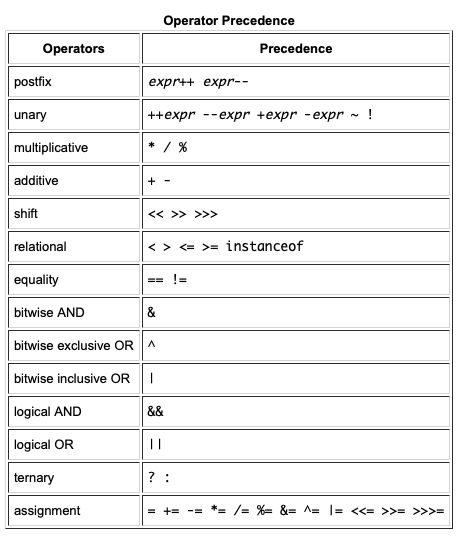 Operator Precedence
Operators Precedence
postfix expr++ expr--
unary ++expr --expr +expr -expr ~ !
multiplicative * / %
additive + -
shift << >> >>>
relational < > <= >= instanceof
equality == !=
bitwise AND &
bitwise exclusive OR ^
bitwise inclusive OR |
logical AND &&
logical OR ||
ternary ? :
assignment = += -= *= /= %= &= ^= |= <<= >>= >>>=